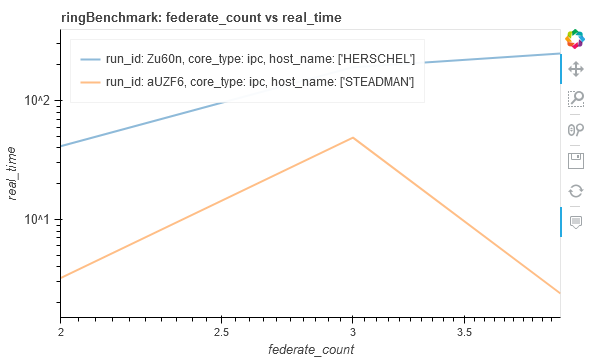 ringBenchmark: federate_count vs real_time
run_id: Zu60n, core_type: ipc, host_name: ['HERSCHEL']
run_id: aUZF6, core_type: ipc, host_name: ['STEADMAN']
10^2
10^1
real_time
2
2.5
3
3.5
federate_count